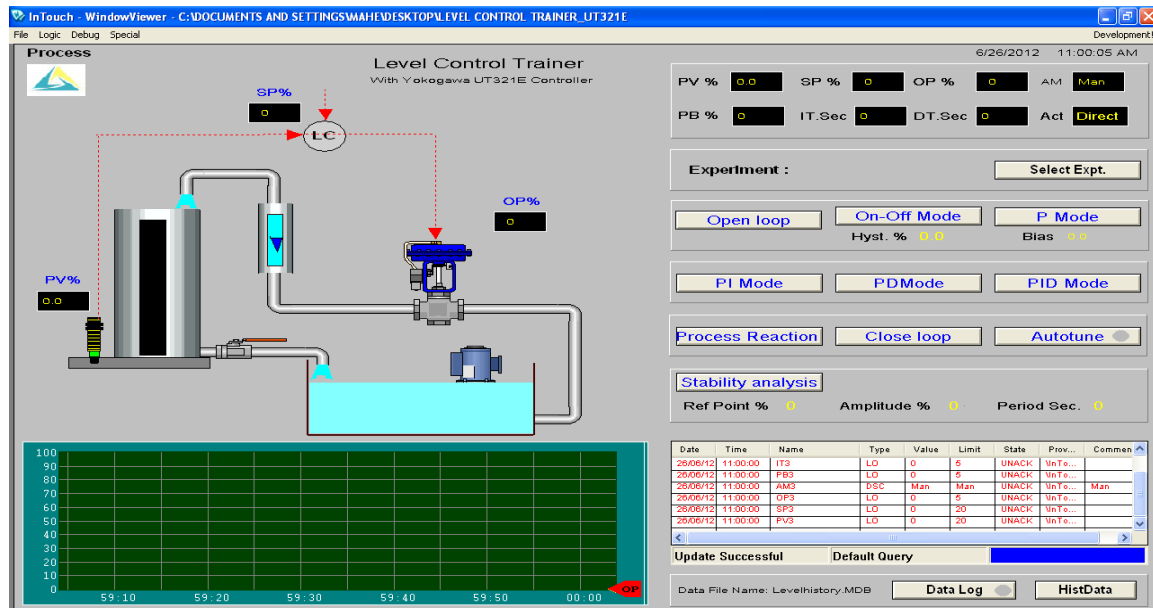 InTouch - WindowViewer - C:\DOCUMENTS AND SETTINGS\MAHE\DESKTOP\LEVEL CONTROL TRAINER_UT321E
File Logic Debug Special Development!
Process
6/26/2012 11:00:05 AM
Level Control Trainer
With Yokogawa UT321E Controller
SP%
0
LC
OP%
0
PV%
0.0
PV % 0.0 SP % 0 OP % 0 AM Man
PB % 0 IT.Sec 0 DT.Sec 0 Act Direct
Experiment : Select Expt.
Open loop On-Off Mode P Mode
Hyst. % 0.0 Bias 0.0
PI Mode PDMode PID Mode
Process Reaction Close loop Autotune
Stability analysis
Ref Point % 0 Amplitude % 0 Period Sec. 0
100
90
80
70
60
50
40
30
20
10
0
OP
59:10 59:20 59:30 59:40 59:50 00:00
Date Time Name Type Value Limit State Prov... Commen
26/06/12 11:00:00 IT3 LO 0 5 UNACK \InTo...
26/06/12 11:00:00 PB3 LO 0 5 UNACK \InTo...
26/06/12 11:00:00 AM3 DSC Man Man UNACK \InTo... Man
26/06/12 11:00:00 OP3 LO 0 5 UNACK \InTo...
26/06/12 11:00:00 SP3 LO 0 20 UNACK \InTo...
26/06/12 11:00:00 PV3 LO 0 20 UNACK \InTo...
Update Successful Default Query
Data File Name: Levelhistory.MDB Data Log HistData